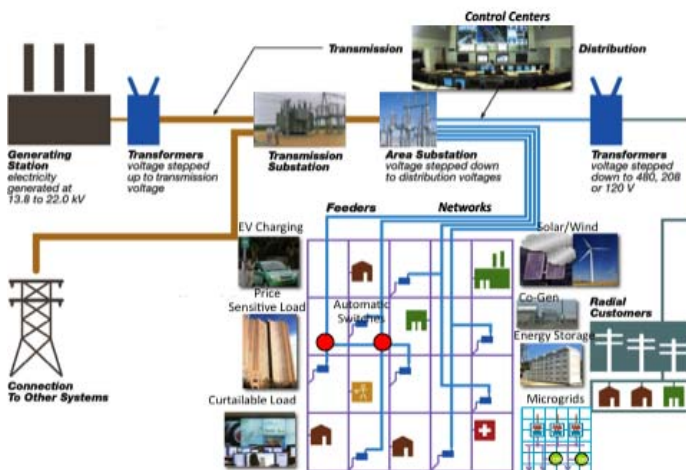 Control Centers
Transmission
Distribution
Generating
Station
electricity
generated at
13.8 to 22.0 kV
Transformers
voltage stepped
up to transmission
voltage
Transmission
Substation
Area Substation
voltage stepped down
to distribution voltages
Transformers
voltage stepped
down to 480, 208
or 120 V
Feeders
Networks
EV Charging
Solar/Wind
Price
Sensitive Load
Automatic
Switches
Co-Gen
Radial
Customers
Energy Storage
Connection
To Other Systems
Curtailable Load
Microgrids